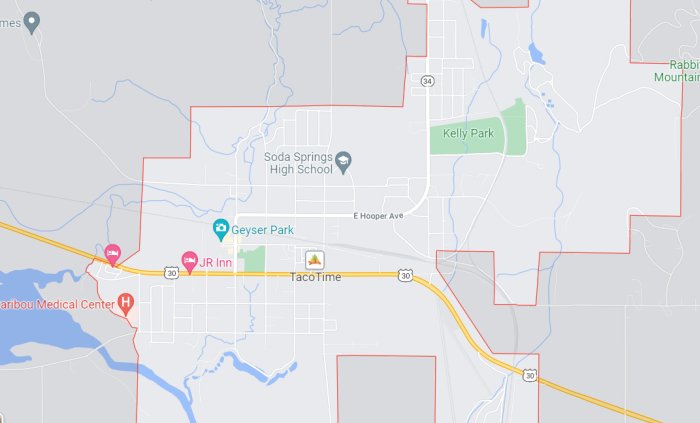 mes
34
Rabbi
Mountai
Kelly Park
Soda Springs
High School
E Hooper Ave
Geyser Park
JR Inn
30
TacoTime
30
aribou Medical Center
H
30